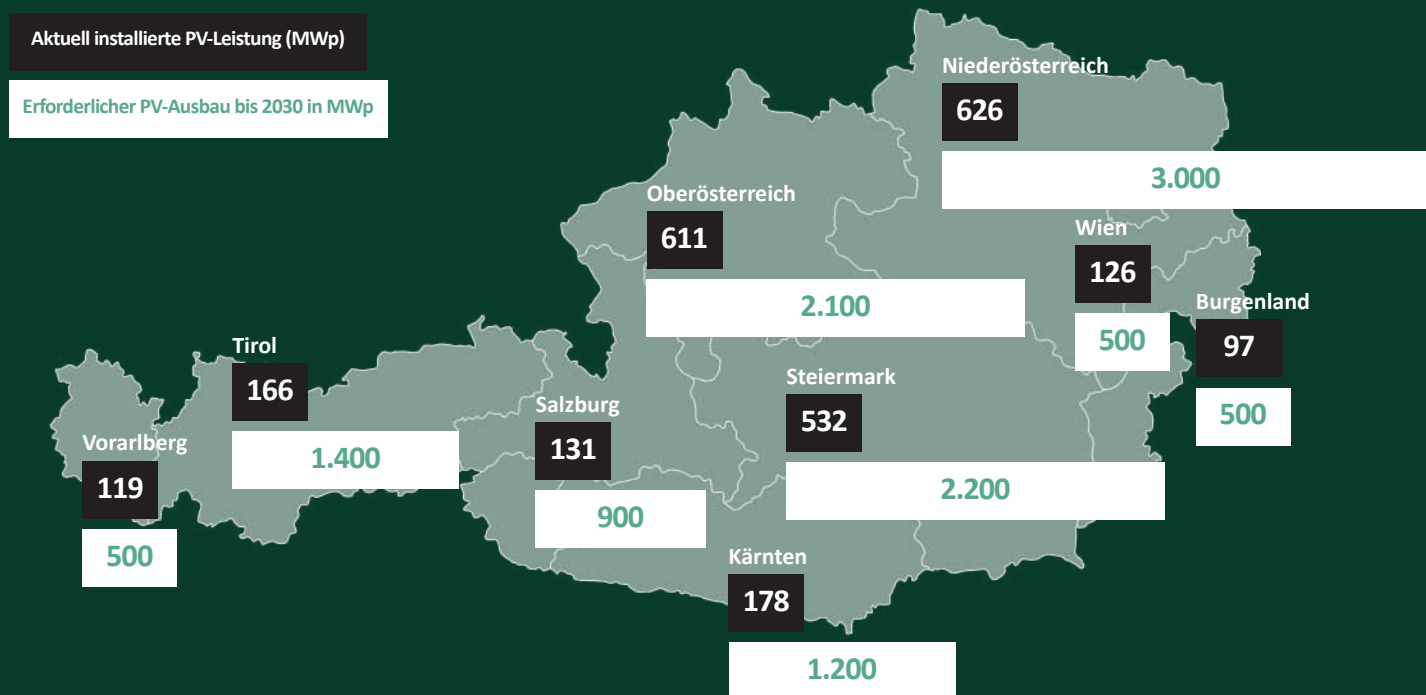 Aktuell installierte PV-Leistung (MWp)
Erforderlicher PV-Ausbau bis 2030 in MWp
Niederösterreich
626
3.000
Oberösterreich
611
2.100
Wien
126
500
Burgenland
97
500
Tirol
166
1.400
Steiermark
532
2.200
Salzburg
131
900
Vorarlberg
119
500
Kärnten
178
1.200